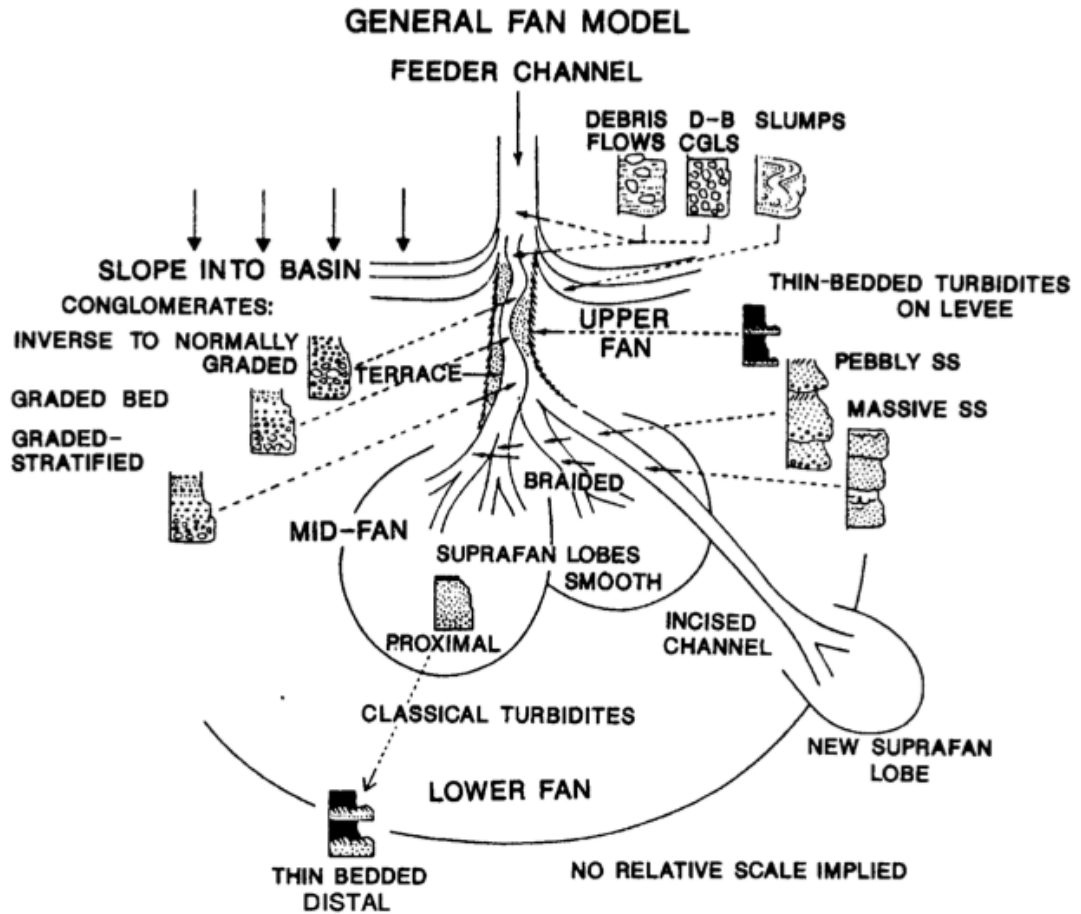 GENERAL FAN MODEL
FEEDER CHANNEL
DEBRIS FLOWS
D-B CGLS
SLUMPS
SLOPE INTO BASIN
CONGLOMERATES:
INVERSE TO NORMALLY
GRADED
GRADED BED
GRADED-
STRATIFIED
TERRACE
UPPER
FAN
THIN-BEDDED TURBIDITES
ON LEVEE
PEBBLY SS
MASSIVE SS
BRAIDED
MID-FAN
SUPRAFAN LOBES
SMOOTH
PROXIMAL
INCISED
CHANNEL
CLASSICAL TURBIDITES
NEW SUPRAFAN
LOBE
LOWER FAN
THIN BEDDED
DISTAL
NO RELATIVE SCALE IMPLIED